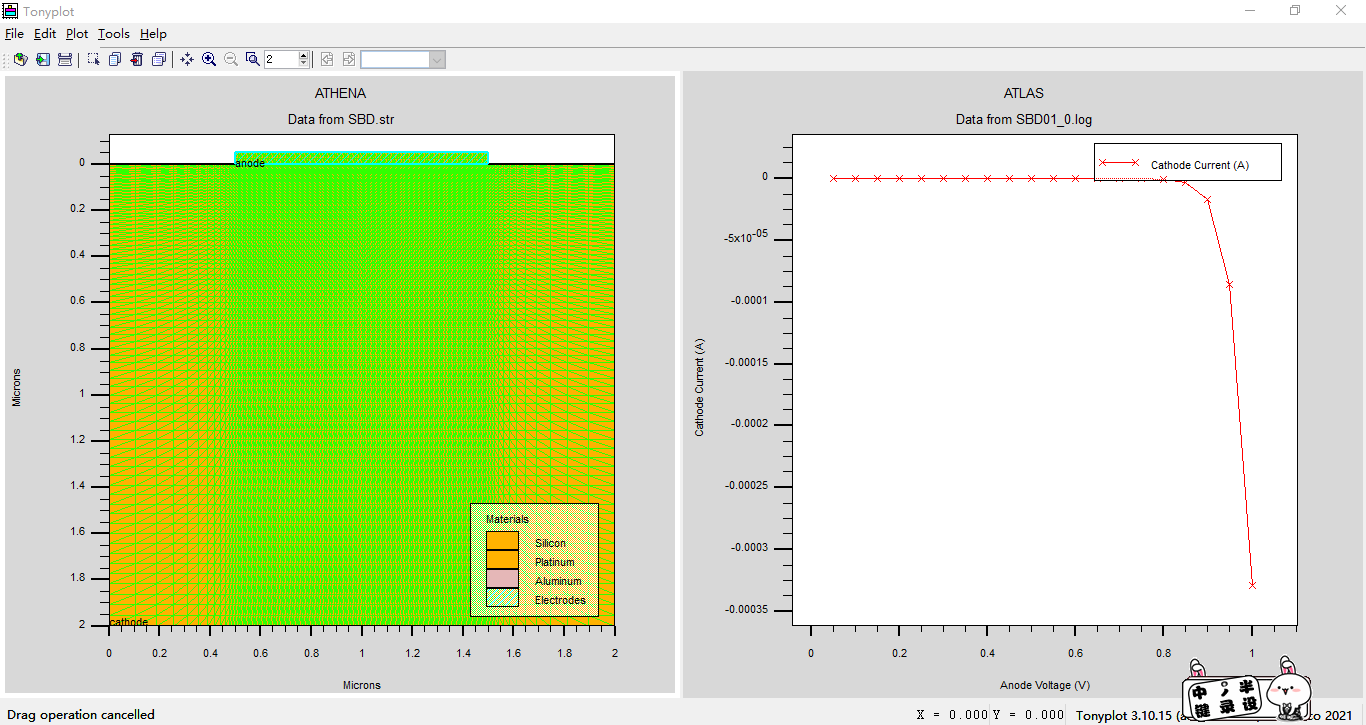 Tonyplot
File Edit Plot Tools Help
2
ATHENA
Data from SBD.str
anode
0
0.2
0.4
0.6
0.8
1
1.2
1.4
1.6
1.8
2
Microns
cathode
Materials
Silicon
Platinum
Aluminum
Electrodes
0 0.2 0.4 0.6 0.8 1 1.2 1.4 1.6 1.8 2
Microns
ATLAS
Data from SBD01_0.log
Cathode Current (A)
0
-5x10-05
-0.0001
-0.00015
-0.0002
-0.00025
-0.0003
-0.00035
Cathode Current (A)
0 0.2 0.4 0.6 0.8 1
Anode Voltage (V)
中 半
键 录 设
Drag operation cancelled
X = 0.000 Y = 0.000
Tonyplot 3.10.15
2021